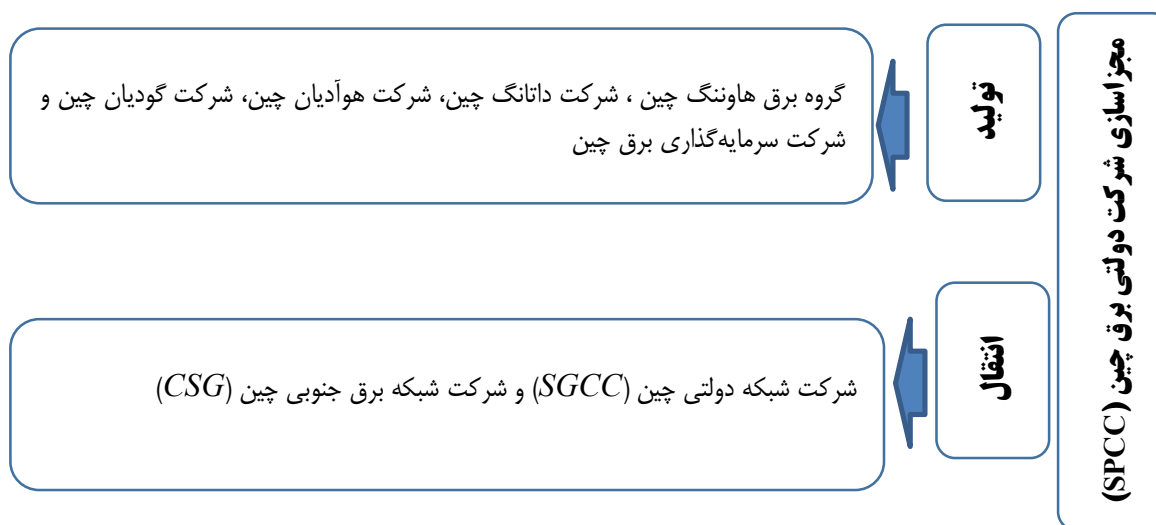 مجزاسازی شرکت دولتی برق چین (SPCC)
تولید
گروه برق هاوننگ چین ، شرکت داتانگ چین، شرکت هوآدیان چین، شرکت گودیان چین و
شرکت سرمایه‌گذاری برق چین
انتقال
شرکت شبکه دولتی چین (SGCC) و شرکت شبکه برق جنوبی چین (CSG)